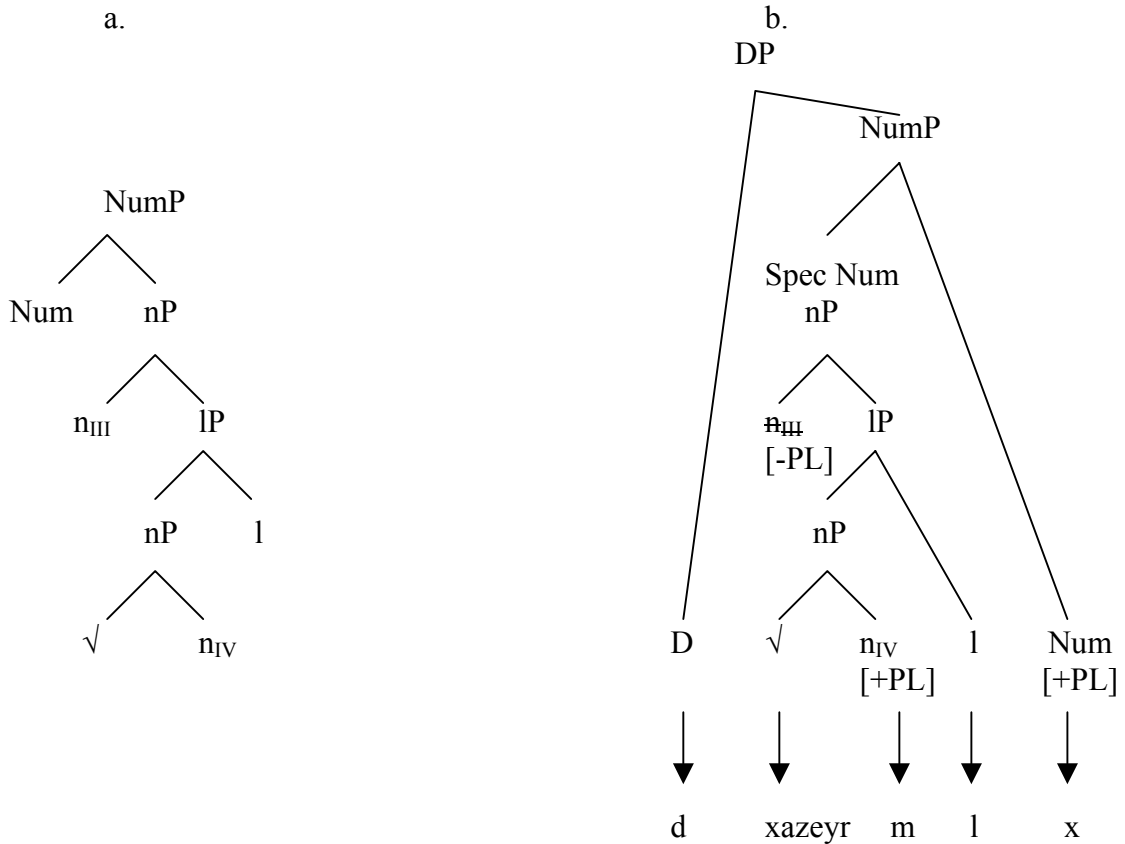 a.
b.
DP
NumP
NumP
Spec Num
Num nP
nP
n_III lP
n̶_I̶I̶I̶ lP
[-PL]
nP l
nP
√ n_IV
D √ n_IV l Num
[+PL] [+PL]
d xazeyr m l x